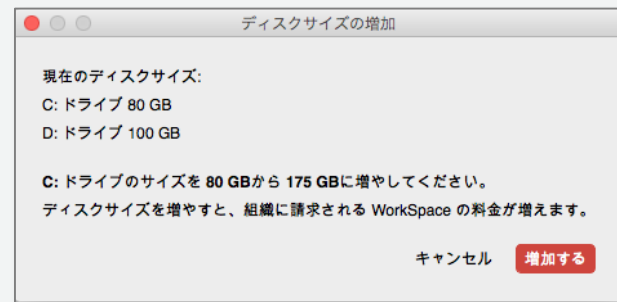 ディスクサイズの増加
現在のディスクサイズ:
C: ドライブ 80 GB
D: ドライブ 100 GB
C: ドライブのサイズを 80 GBから 175 GBに増やしてください。
ディスクサイズを増やすと、組織に請求される WorkSpace の料金が増えます。
キャンセル 増加する